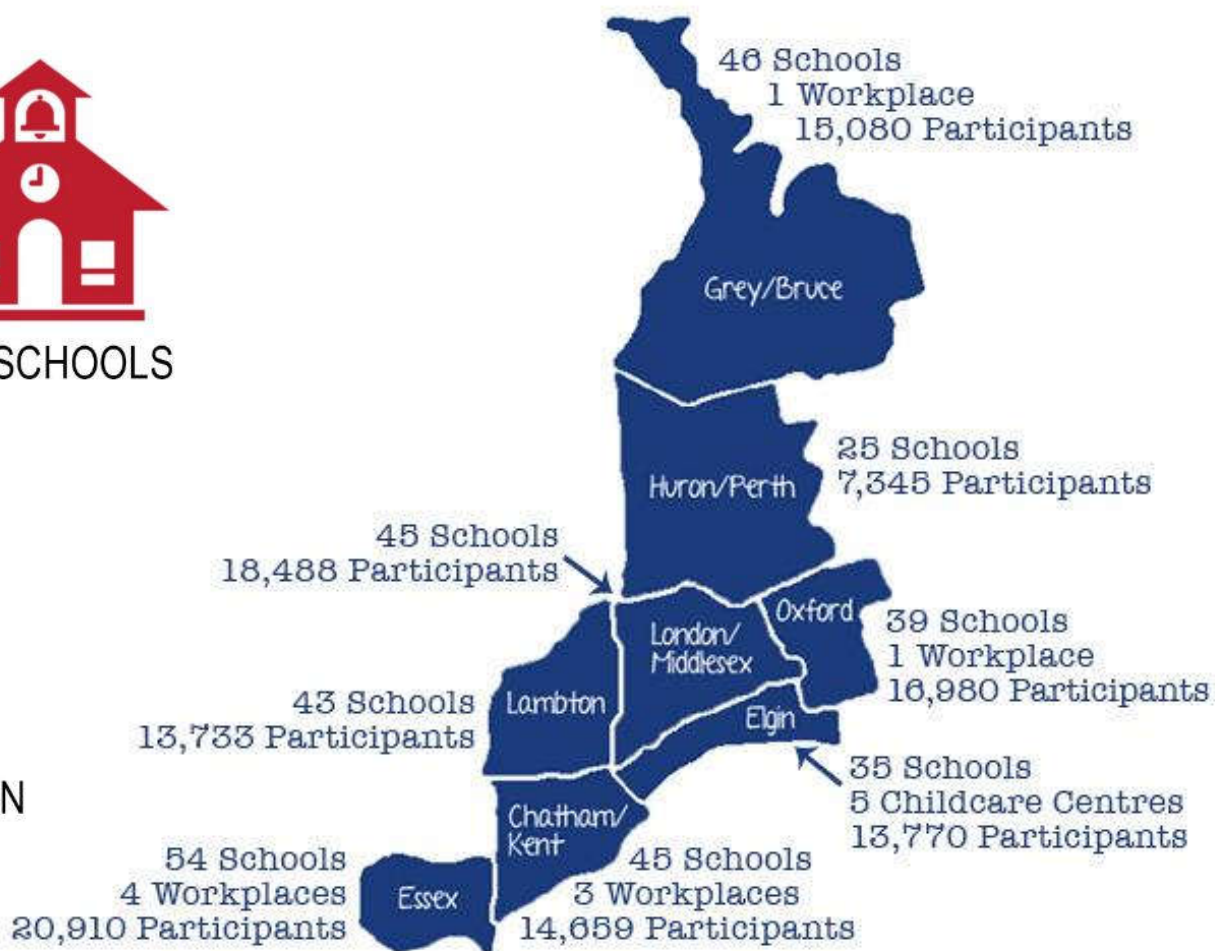 46 Schools
1 Workplace
15,080 Participants
Grey/Bruce
SCHOOLS
25 Schools
7,345 Participants
Huron/Perth
45 Schools
18,488 Participants
Oxford
39 Schools
1 Workplace
16,980 Participants
London/
Middlesex
43 Schools
13,733 Participants
Lambton
Elgin
35 Schools
5 Childcare Centres
13,770 Participants
N
Chatham/
Kent
45 Schools
3 Workplaces
14,659 Participants
54 Schools
4 Workplaces
20,910 Participants
Essex